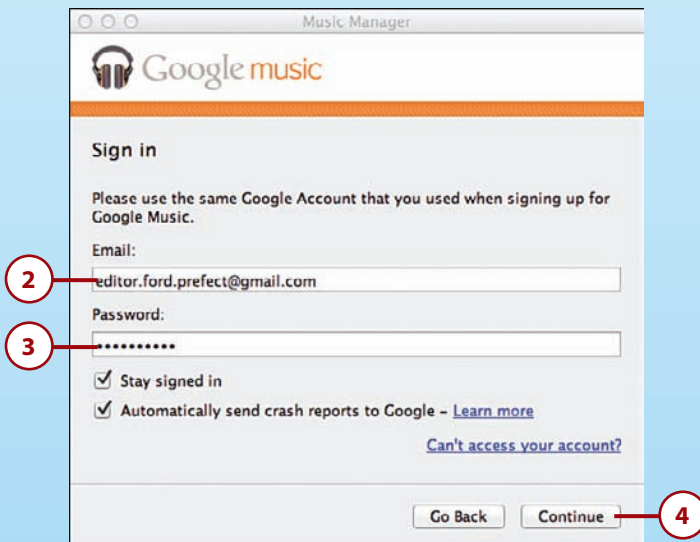 Music Manager
Google music
Sign in
Please use the same Google Account that you used when signing up for
Google Music.
Email:
2
editor.ford.prefect@gmail.com
Password:
3
••••••••••
Stay signed in
Automatically send crash reports to Google – Learn more
Can't access your account?
Go Back
Continue
4